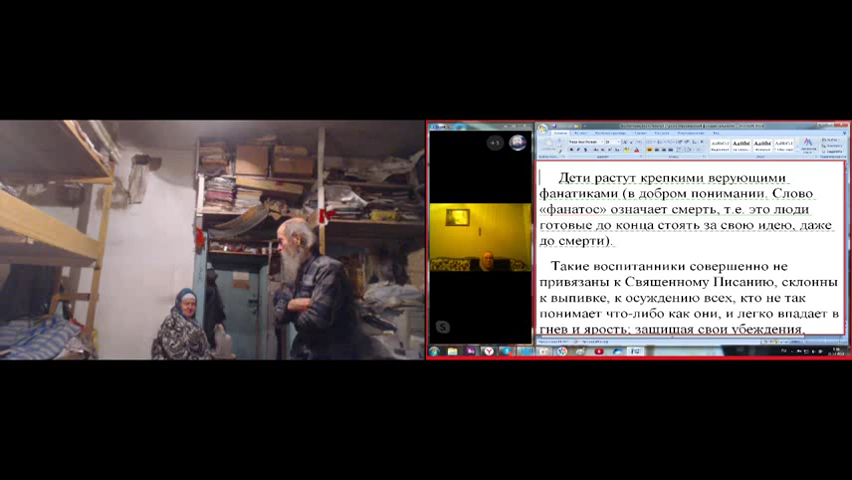 Дети растут крепкими верующими
фанатиками (в добром понимании. Слово
«фанатос» означает смерть, т.е. это люди
готовые до конца стоять за свою идею, даже
до смерти).
Такие воспитанники совершенно не
привязаны к Священному Писанию, склонны
к выпивке, к осуждению всех, кто не так
понимает что-либо как они, и легко впадает в
гнев и ярость; защищая свои убеждения,